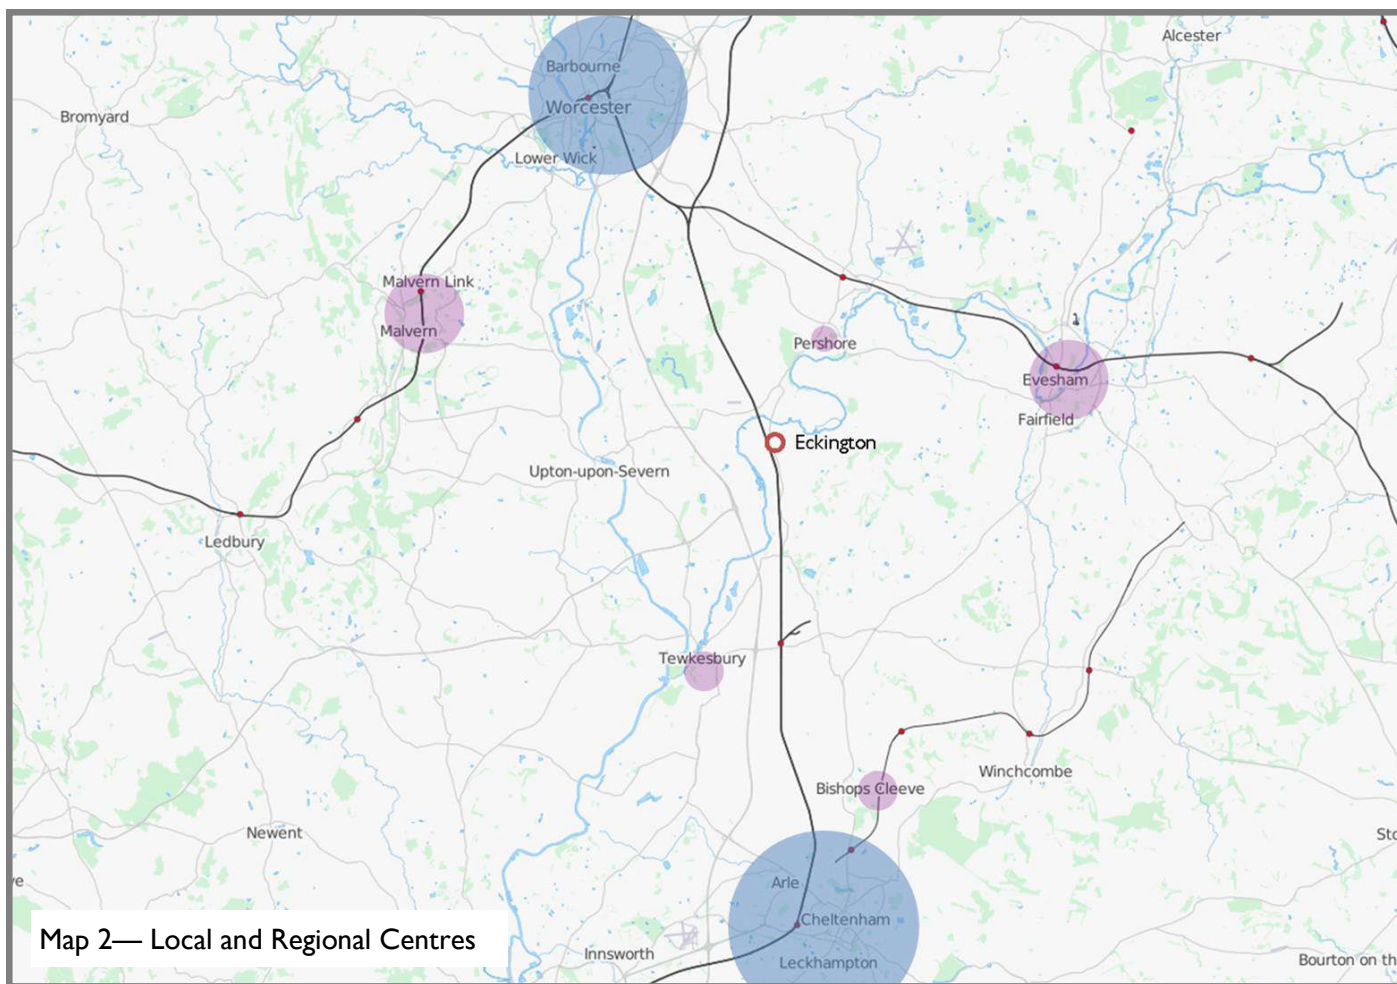 Alcester
Barbourne
Worcester
Bromyard
Lower Wick
Malvern Link
Malvern
Pershore
Evesham
Fairfield
Eckington
Upton-upon-Severn
Ledbury
Tewkesbury
Winchcombe
Bishops Cleeve
Newent
Sto
ve
Arle
Cheltenham
Map 2— Local and Regional Centres
Innsworth
Leckhampton
Bourton on th